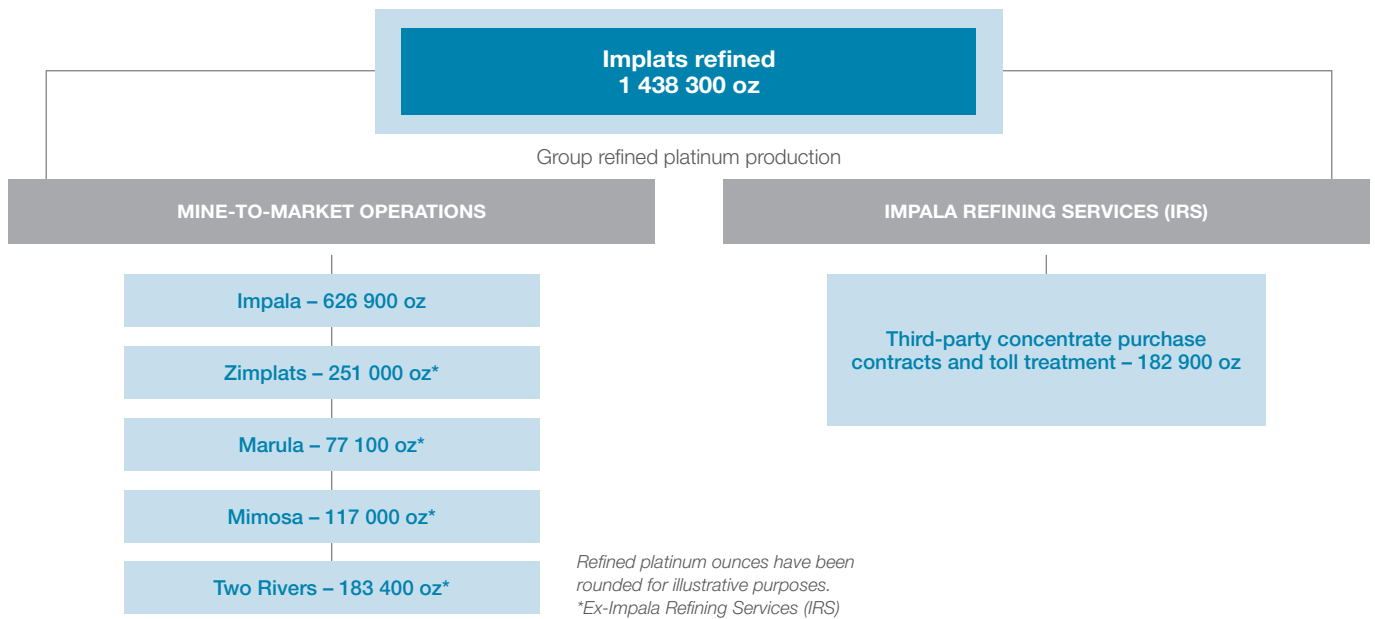 Implats refined
1 438 300 oz
Group refined platinum production
MINE-TO-MARKET OPERATIONS
IMPALA REFINING SERVICES (IRS)
Impala – 626 900 oz
Zimplats – 251 000 oz*
Marula – 77 100 oz*
Mimosa – 117 000 oz*
Two Rivers – 183 400 oz*
Third-party concentrate purchase
contracts and toll treatment – 182 900 oz
Refined platinum ounces have been
rounded for illustrative purposes.
*Ex-Impala Refining Services (IRS)